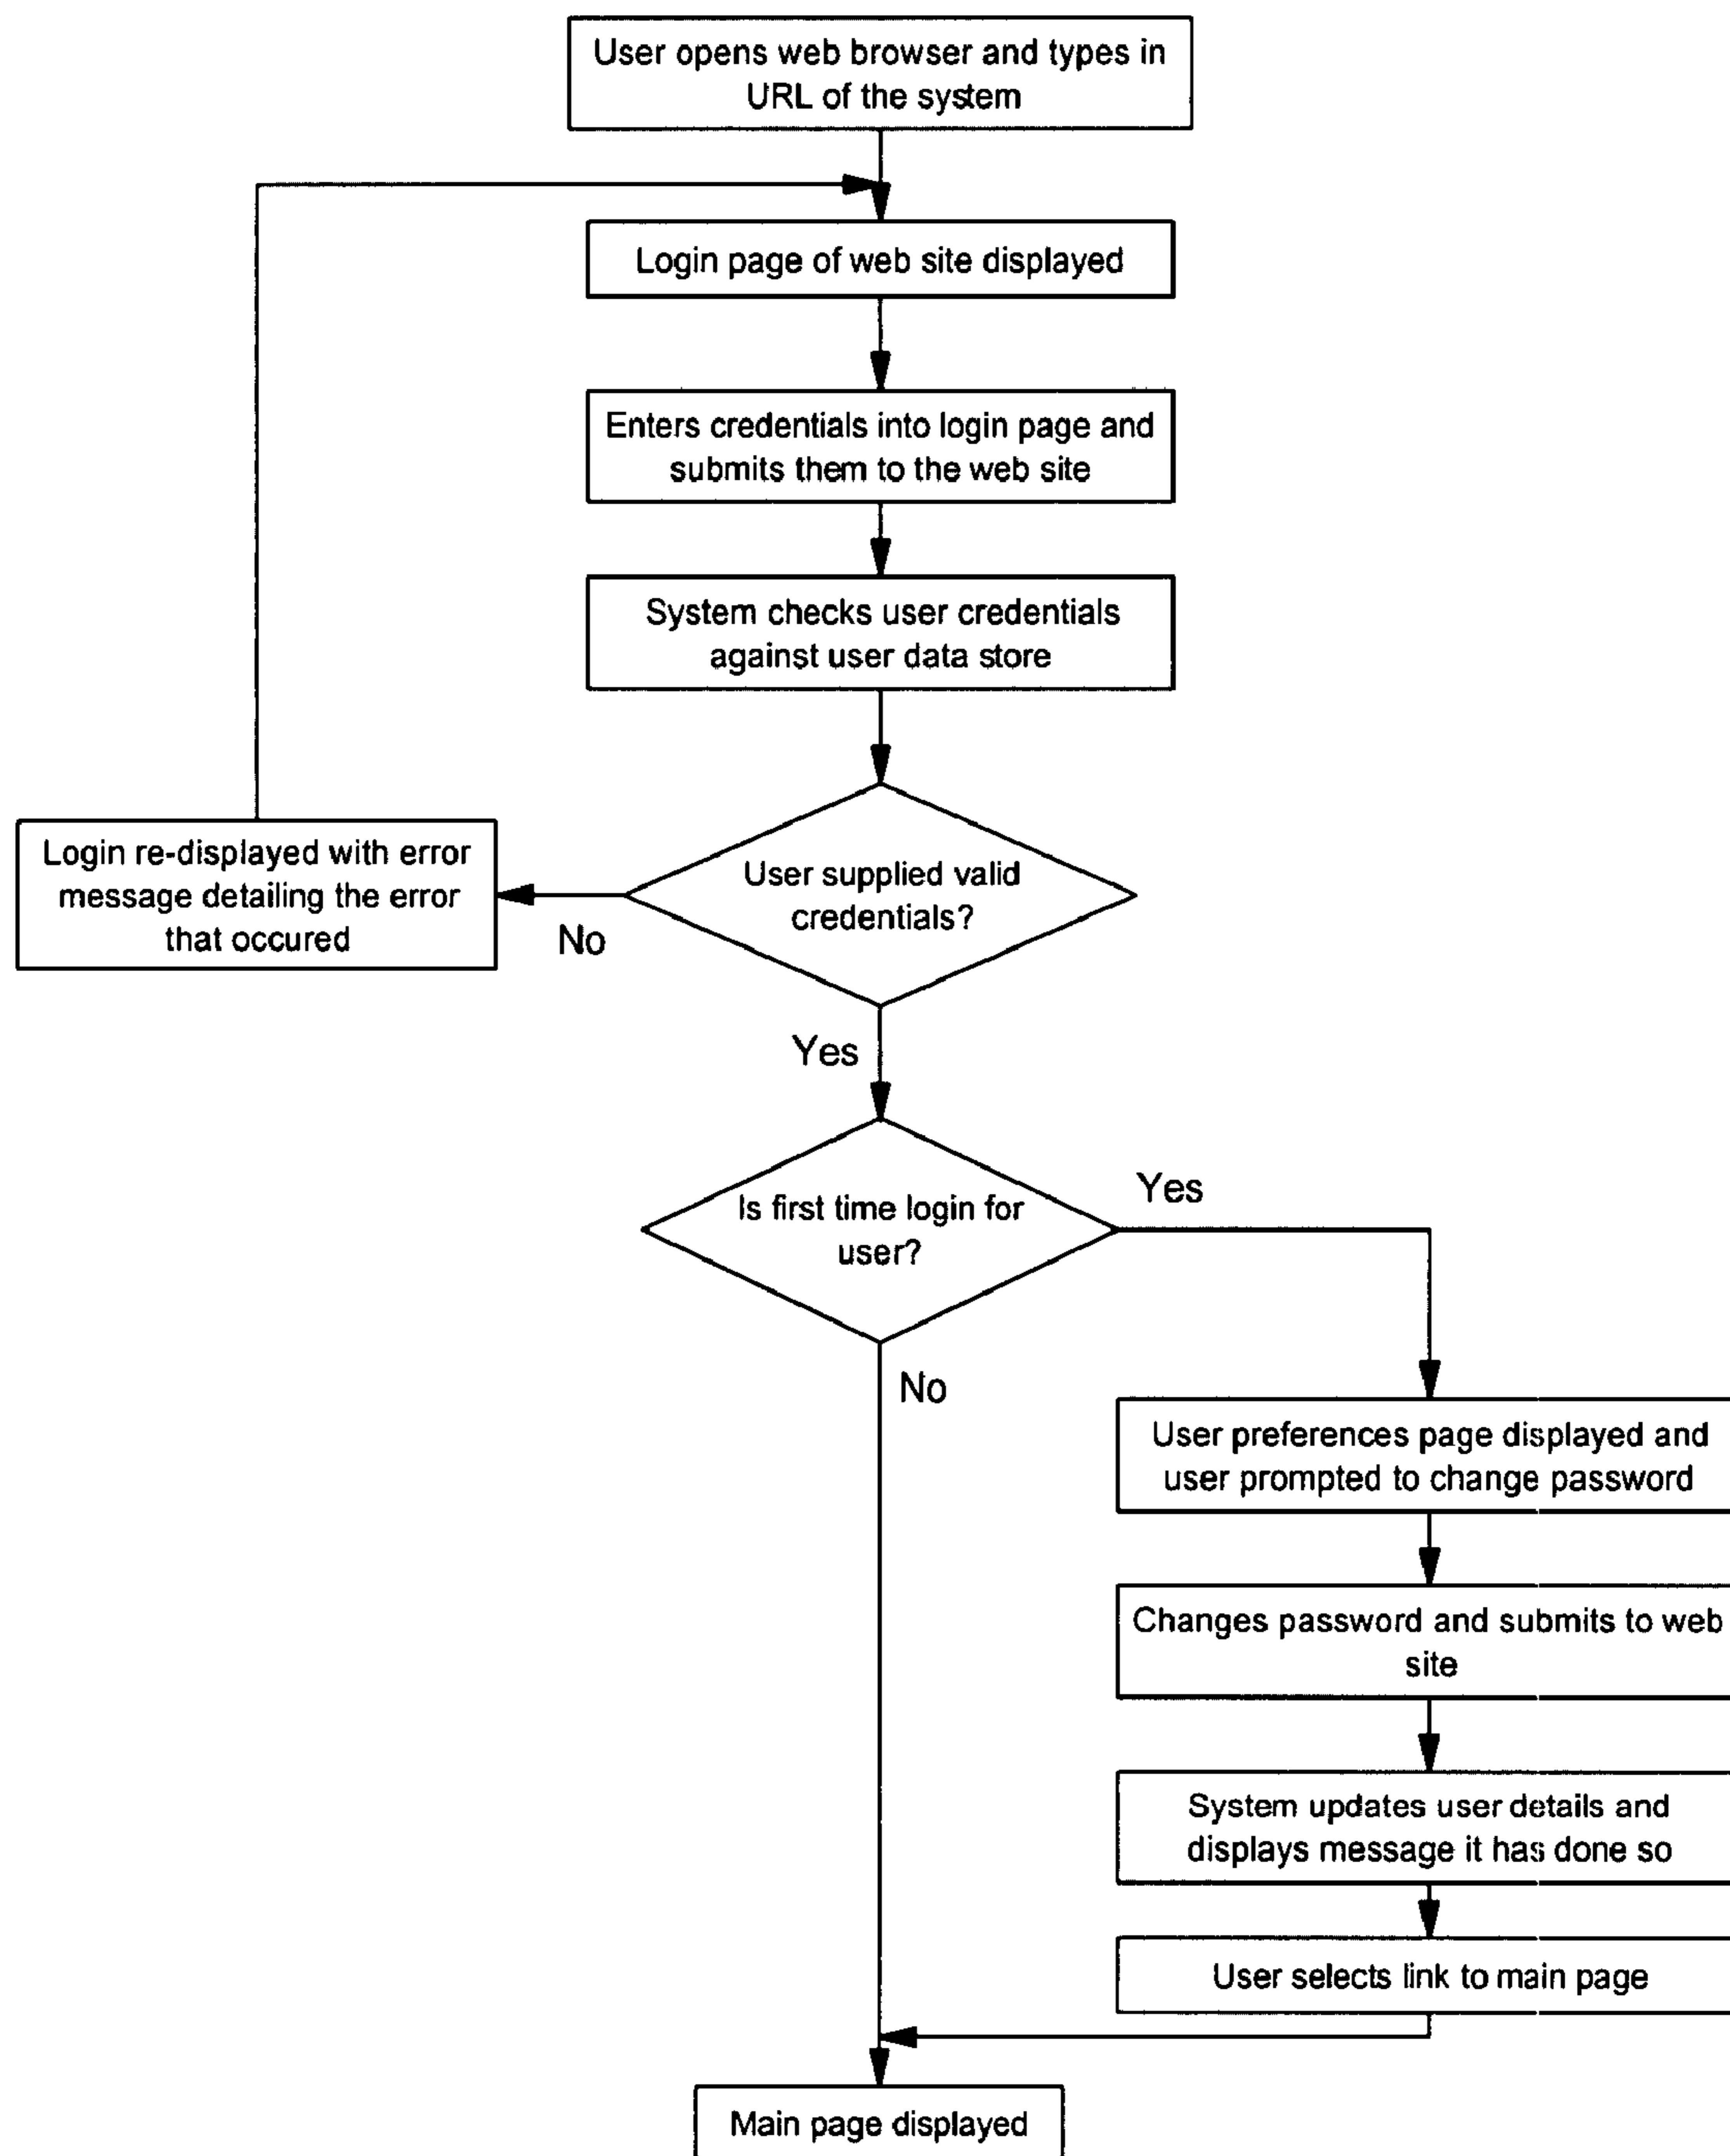 User opens web browser and types in
URL of the system
Login page of web site displayed
Enters credentials into login page and
submits them to the web site
System checks user credentials
against user data store
User supplied valid
credentials?
No
Login re-displayed with error
message detailing the error
that occured
Yes
Is first time login for
user?
Yes
No
User preferences page displayed and
user prompted to change password
Changes password and submits to web
site
System updates user details and
displays message it has done so
User selects link to main page
Main page displayed